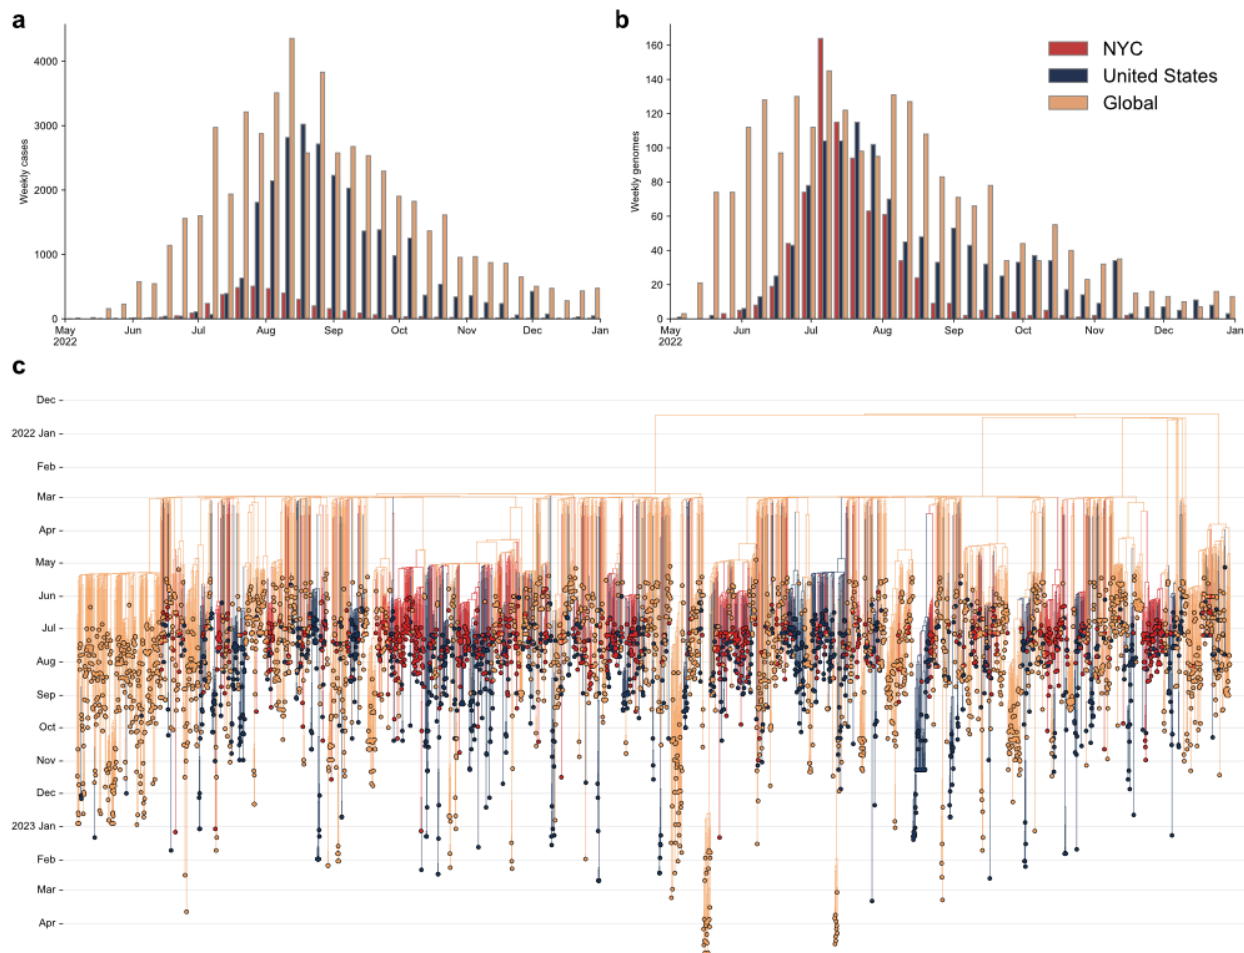 a
4000
3000
2000
1000
0
Weekly cases
May
2022
Jun
Jul
Aug
Sep
Oct
Nov
Dec
Jan
b
160
140
120
100
80
60
40
20
0
Weekly genomes
May
2022
Jun
Jul
Aug
Sep
Oct
Nov
Dec
Jan
NYC
United States
Global
c
Dec
2022 Jan
Feb
Mar
Apr
May
Jun
Jul
Aug
Sep
Oct
Nov
Dec
2023 Jan
Feb
Mar
Apr